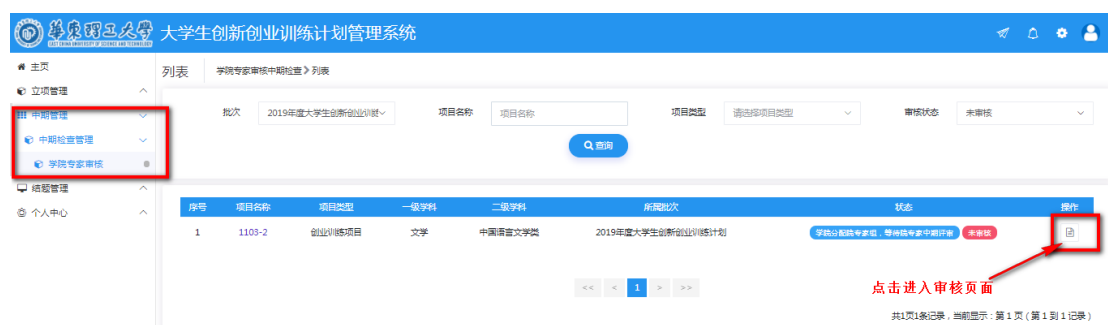 華東理工大學 大学生创新创业训练计划管理系统
EAST CHINA UNIVERSITY OF SCIENCE AND TECHNOLOGY
主页
立项管理
中期管理
中期检查管理
学院专家审核
结题管理
个人中心
列表 学院专家审核中期检查 > 列表
批次 2019年度大学生创新创业训练 项目名称 项目名称 项目类型 请选择项目类型 审核状态 未审核
查询
序号 项目名称 项目类型 一级学科 二级学科 所属批次 状态 操作
1 1103-2 创业训练项目 文学 中国语言文学类 2019年度大学生创新创业训练计划 学院分配院专家组，等待院专家中期评审 未审核
<< < 1 > >>
点击进入审核页面
共1页1条记录，当前显示：第 1 页 ( 第 1 到 1 记录 )